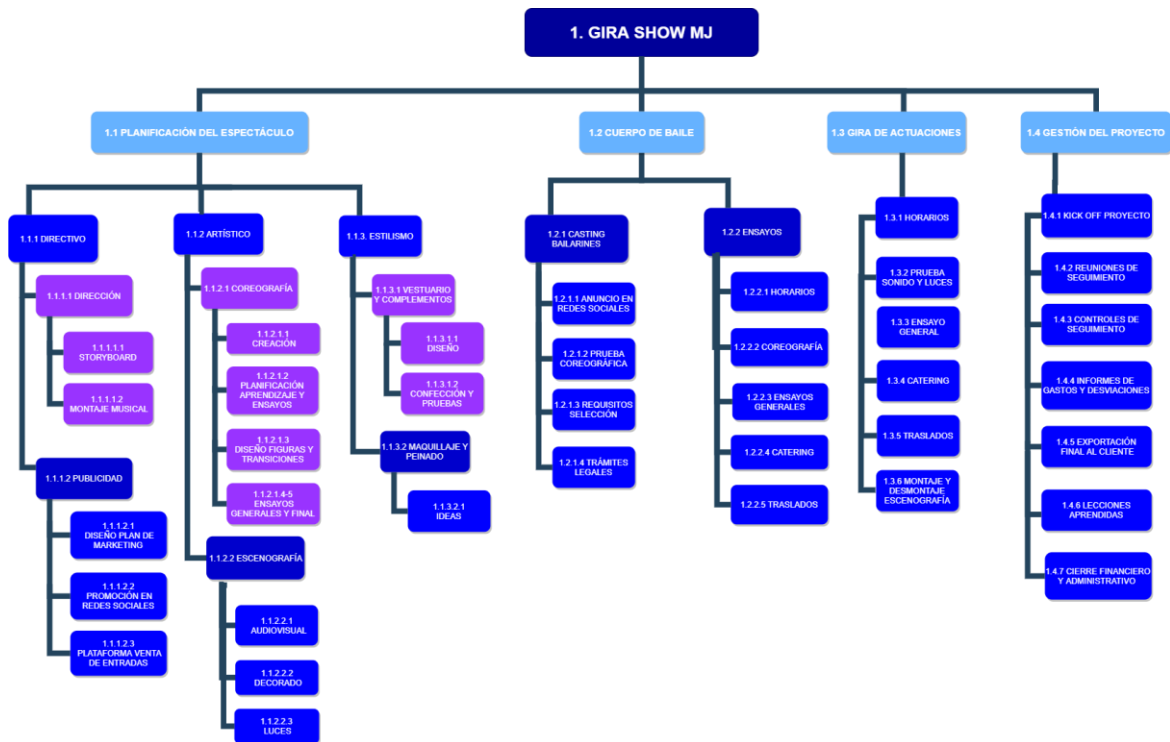 1. GIRA SHOW MJ
1.1 PLANIFICACIÓN DEL ESPECTÁCULO
1.2 CUERPO DE BAILE
1.3 GIRA DE ACTUACIONES
1.4 GESTIÓN DEL PROYECTO
1.1.1 DIRECTIVO
1.1.1.1 DIRECCIÓN
1.1.1.1.1
STORYBOARD
1.1.1.1.2
MONTAJE MUSICAL
1.1.1.2 PUBLICIDAD
1.1.1.2.1
DISEÑO PLAN DE
MARKETING
1.1.1.2.2
PROMOCIÓN EN
REDES SOCIALES
1.1.1.2.3
PLATAFORMA VENTA
DE ENTRADAS
1.1.2 ARTÍSTICO
1.1.2.1 COREOGRAFÍA
1.1.2.1.1
CREACIÓN
1.1.2.1.2
PLANIFICACIÓN
APRENDIZAJE Y
ENSAYOS
1.1.2.1.3
DISEÑO FIGURAS Y
TRANSICIONES
1.1.2.1.4-5
ENSAYOS
GENERALES Y FINAL
1.1.2.2 ESCENOGRAFÍA
1.1.2.2.1
AUDIOVISUAL
1.1.2.2.2
DECORADO
1.1.2.2.3
LUCES
1.1.3. ESTILISMO
1.1.3.1 VESTUARIO
Y COMPLEMENTOS
1.1.3.1.1
DISEÑO
1.1.3.1.2
CONFECCIÓN Y
PRUEBAS
1.1.3.2 MAQUILLAJE Y
PEINADO
1.1.3.2.1
IDEAS
1.2.1 CASTING
BAILARINES
1.2.1.1 ANUNCIO EN
REDES SOCIALES
1.2.1.2 PRUEBA
COREOGRÁFICA
1.2.1.3 REQUISITOS
SELECCIÓN
1.2.1.4 TRÁMITES
LEGALES
1.2.2 ENSAYOS
1.2.2.1 HORARIOS
1.2.2.2 COREOGRAFÍA
1.2.2.3 ENSAYOS
GENERALES
1.2.2.4 CATERING
1.2.2.5 TRASLADOS
1.3.1 HORARIOS
1.3.2 PRUEBA
SONIDO Y LUCES
1.3.3 ENSAYO
GENERAL
1.3.4 CATERING
1.3.5 TRASLADOS
1.3.6 MONTAJE Y
DESMONTAJE
ESCENOGRAFÍA
1.4.1 KICK OFF PROYECTO
1.4.2 REUNIONES DE
SEGUIMIENTO
1.4.3 CONTROLES DE
SEGUIMIENTO
1.4.4 INFORMES DE
GASTOS Y DESVIACIONES
1.4.5 EXPORTACIÓN
FINAL AL CLIENTE
1.4.6 LECCIONES
APRENDIDAS
1.4.7 CIERRE FINANCIERO
Y ADMINISTRATIVO